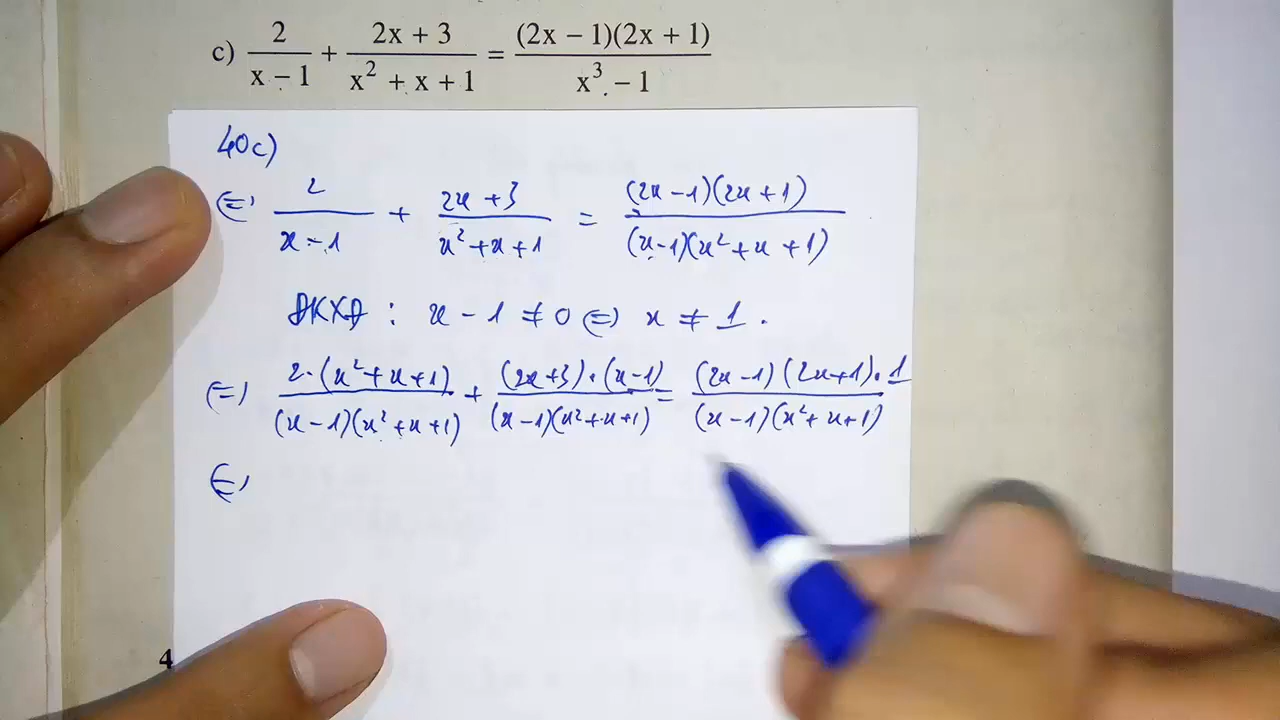 c) 2/(x − 1) + (2x + 3)/(x² + x + 1) = (2x − 1)(2x + 1)/(x³ − 1)
40c)
(=) 2/(x − 1) + (2x + 3)/(x² + x + 1) = (2x − 1)(2x + 1)/((x − 1)(x² + x + 1))
ĐKXĐ : x − 1 ≠ 0 (=) x ≠ 1.
(=) 2.(x² + x + 1)/((x − 1)(x² + x + 1)) + (2x + 3).(x − 1)/((x − 1)(x² + x + 1)) = (2x − 1)(2x + 1).1/((x − 1)(x² + x + 1))
(=)
4